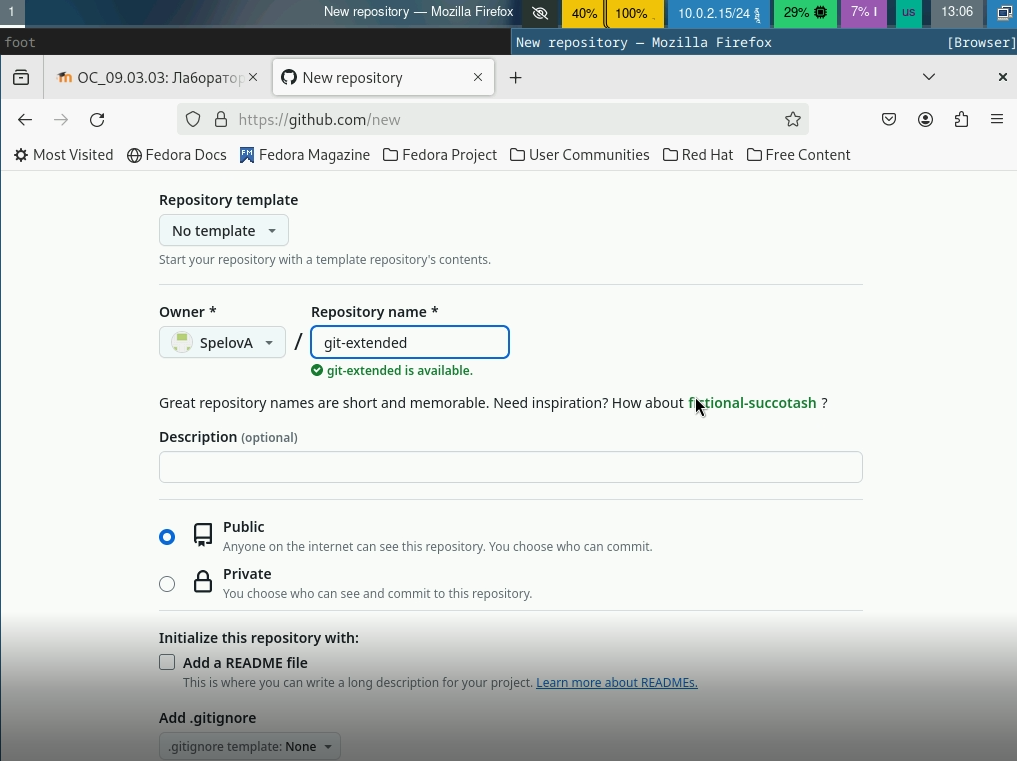 1 New repository — Mozilla Firefox 40% 100% 10.0.2.15/24 29% 7% us 13:06
foot New repository — Mozilla Firefox [Browser]
ОС_09.03.03: Лаборатор New repository
https://github.com/new
Most Visited Fedora Docs Fedora Magazine Fedora Project User Communities Red Hat Free Content
Repository template
No template
Start your repository with a template repository's contents.
Owner * Repository name *
SpelovA / git-extended
git-extended is available.
Great repository names are short and memorable. Need inspiration? How about fictional-succotash ?
Description (optional)
Public
Anyone on the internet can see this repository. You choose who can commit.
Private
You choose who can see and commit to this repository.
Initialize this repository with:
Add a README file
This is where you can write a long description for your project. Learn more about READMEs.
Add .gitignore
.gitignore template: None